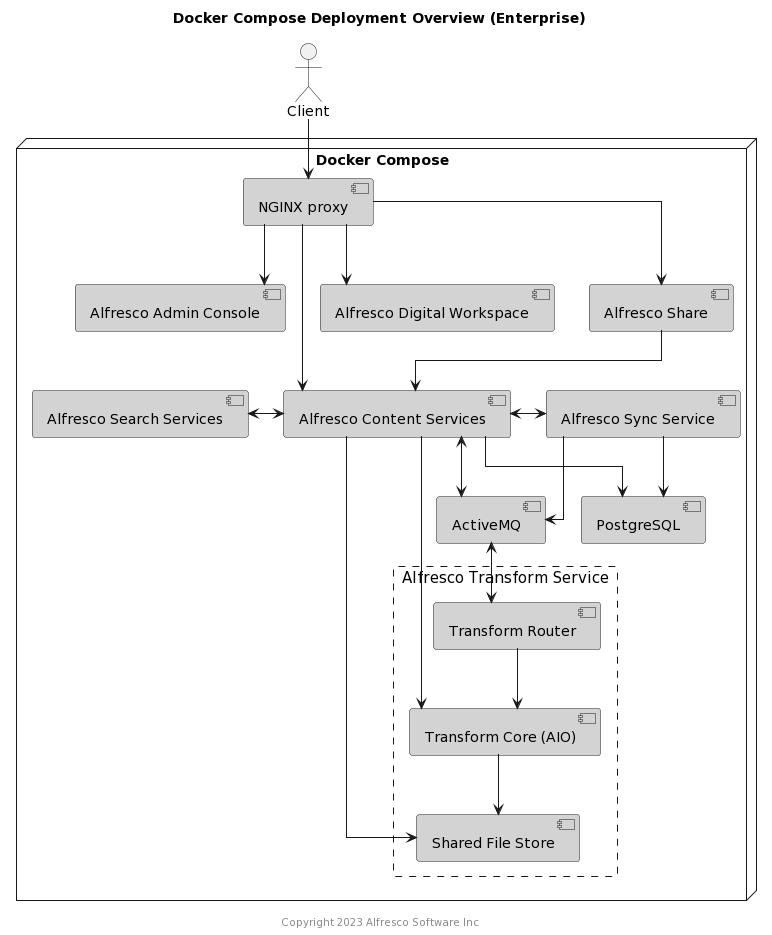 Docker Compose Deployment Overview (Enterprise)
Client
Docker Compose
NGINX proxy
Alfresco Admin Console
Alfresco Digital Workspace
Alfresco Share
Alfresco Search Services
Alfresco Content Services
Alfresco Sync Service
ActiveMQ
PostgreSQL
Alfresco Transform Service
Transform Router
Transform Core (AIO)
Shared File Store
Copyright 2023 Alfresco Software Inc